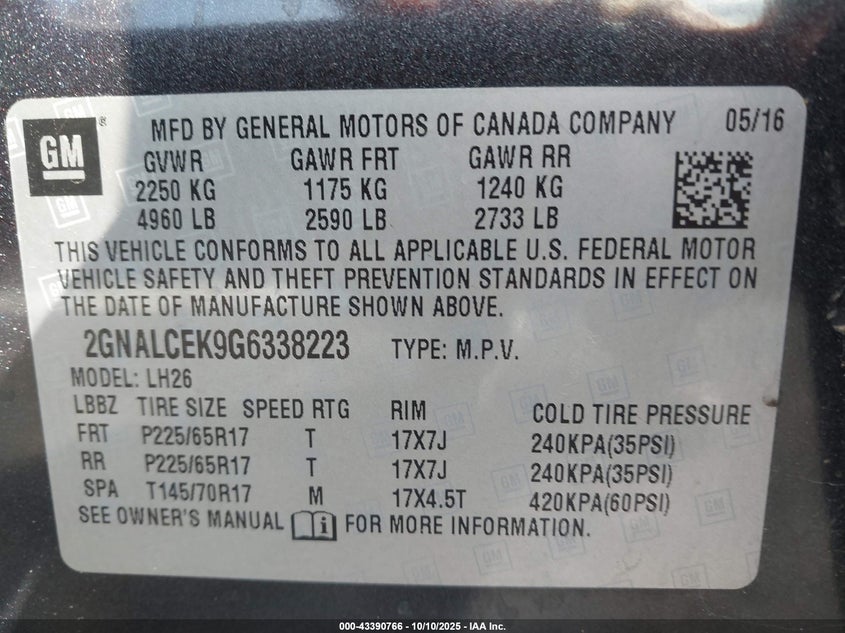 GM
MFD BY GENERAL MOTORS OF CANADA COMPANY 05/16
GVWR GAWR FRT GAWR RR
2250 KG 1175 KG 1240 KG
4960 LB 2590 LB 2733 LB
THIS VEHICLE CONFORMS TO ALL APPLICABLE U.S. FEDERAL MOTOR
VEHICLE SAFETY AND THEFT PREVENTION STANDARDS IN EFFECT ON
THE DATE OF MANUFACTURE SHOWN ABOVE.
2GNALCEK9G6338223 TYPE: M.P.V.
MODEL: LH26
LBBZ TIRE SIZE SPEED RTG RIM COLD TIRE PRESSURE
FRT P225/65R17 T 17X7J 240KPA(35PSI)
RR P225/65R17 T 17X7J 240KPA(35PSI)
SPA T145/70R17 M 17X4.5T 420KPA(60PSI)
SEE OWNER'S MANUAL i FOR MORE INFORMATION.
000-43390766 - 10/10/2025 - IAA Inc.